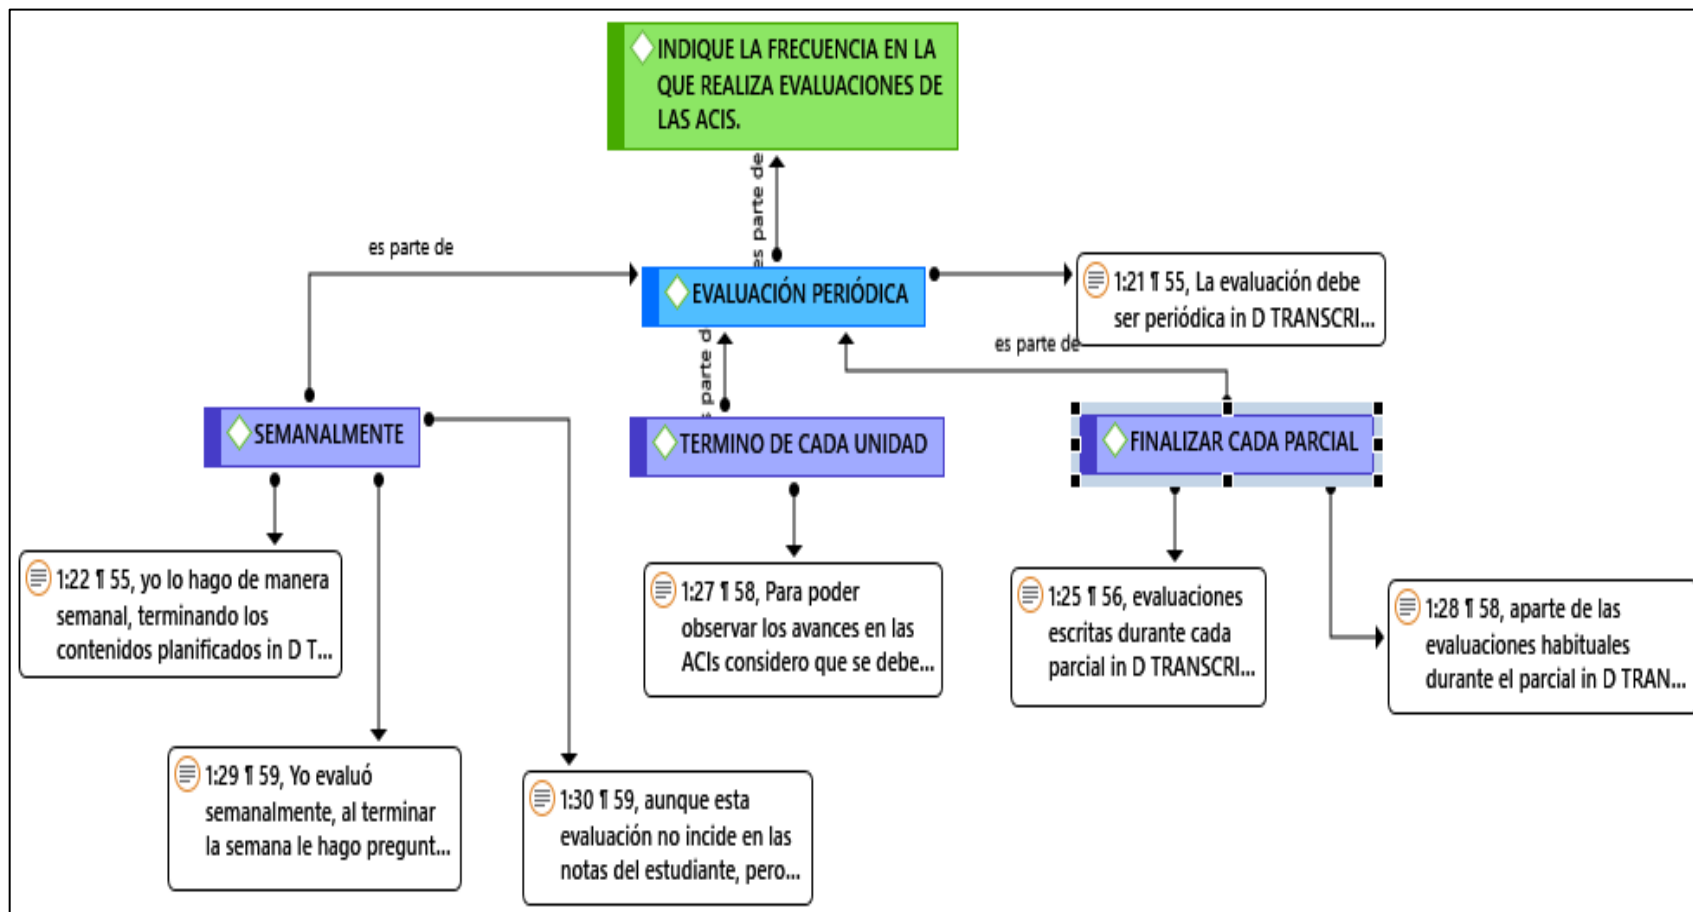 INDIQUE LA FRECUENCIA EN LA
QUE REALIZA EVALUACIONES DE
LAS ACIS.
es parte de
es parte de
EVALUACIÓN PERIÓDICA
1:21 ¶ 55, La evaluación debe
ser periódica in D TRANSCRI...
s parte d
es parte de
SEMANALMENTE
TERMINO DE CADA UNIDAD
FINALIZAR CADA PARCIAL
1:22 ¶ 55, yo lo hago de manera
semanal, terminando los
contenidos planificados in D T...
1:27 ¶ 58, Para poder
observar los avances en las
ACIs considero que se debe...
1:25 ¶ 56, evaluaciones
escritas durante cada
parcial in D TRANSCRI...
1:28 ¶ 58, aparte de las
evaluaciones habituales
durante el parcial in D TRAN...
1:29 ¶ 59, Yo evaluó
semanalmente, al terminar
la semana le hago pregunt...
1:30 ¶ 59, aunque esta
evaluación no incide en las
notas del estudiante, pero...